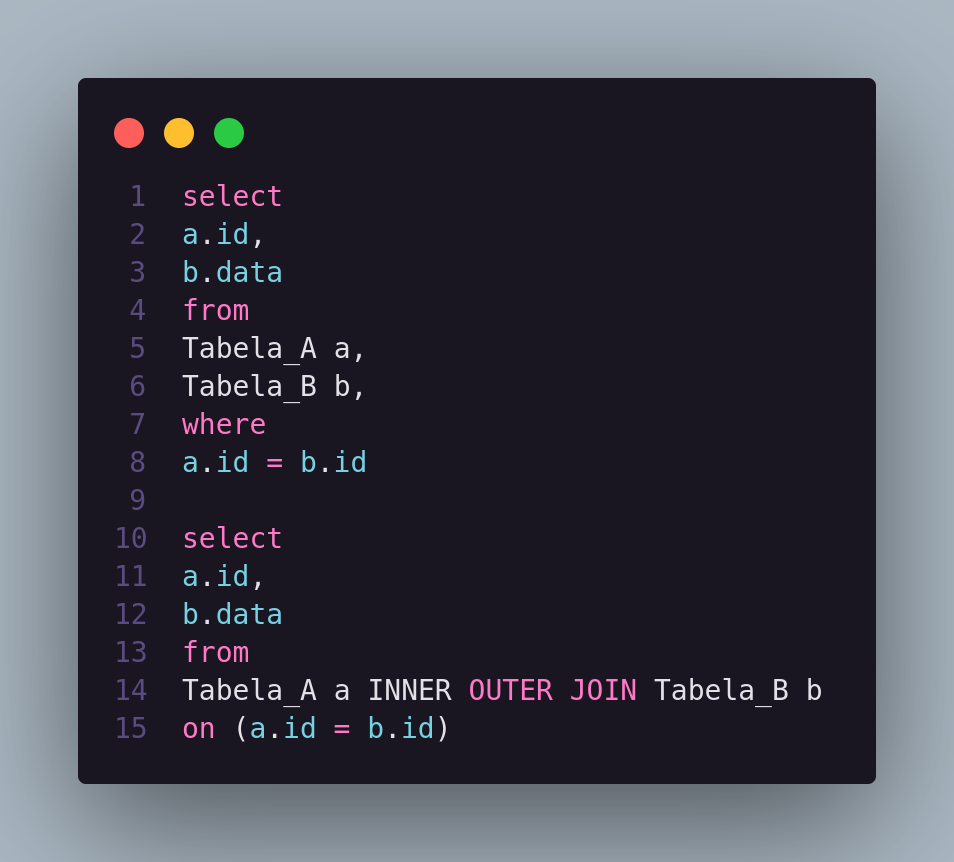 1 select
2 a.id,
3 b.data
4 from
5 Tabela_A a,
6 Tabela_B b,
7 where
8 a.id = b.id
9
10 select
11 a.id,
12 b.data
13 from
14 Tabela_A a INNER OUTER JOIN Tabela_B b
15 on (a.id = b.id)